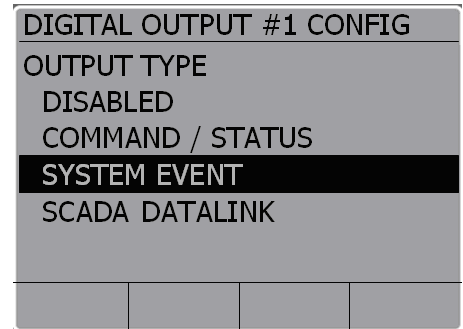 DIGITAL OUTPUT #1 CONFIG
OUTPUT TYPE
DISABLED
COMMAND / STATUS
SYSTEM EVENT
SCADA DATALINK